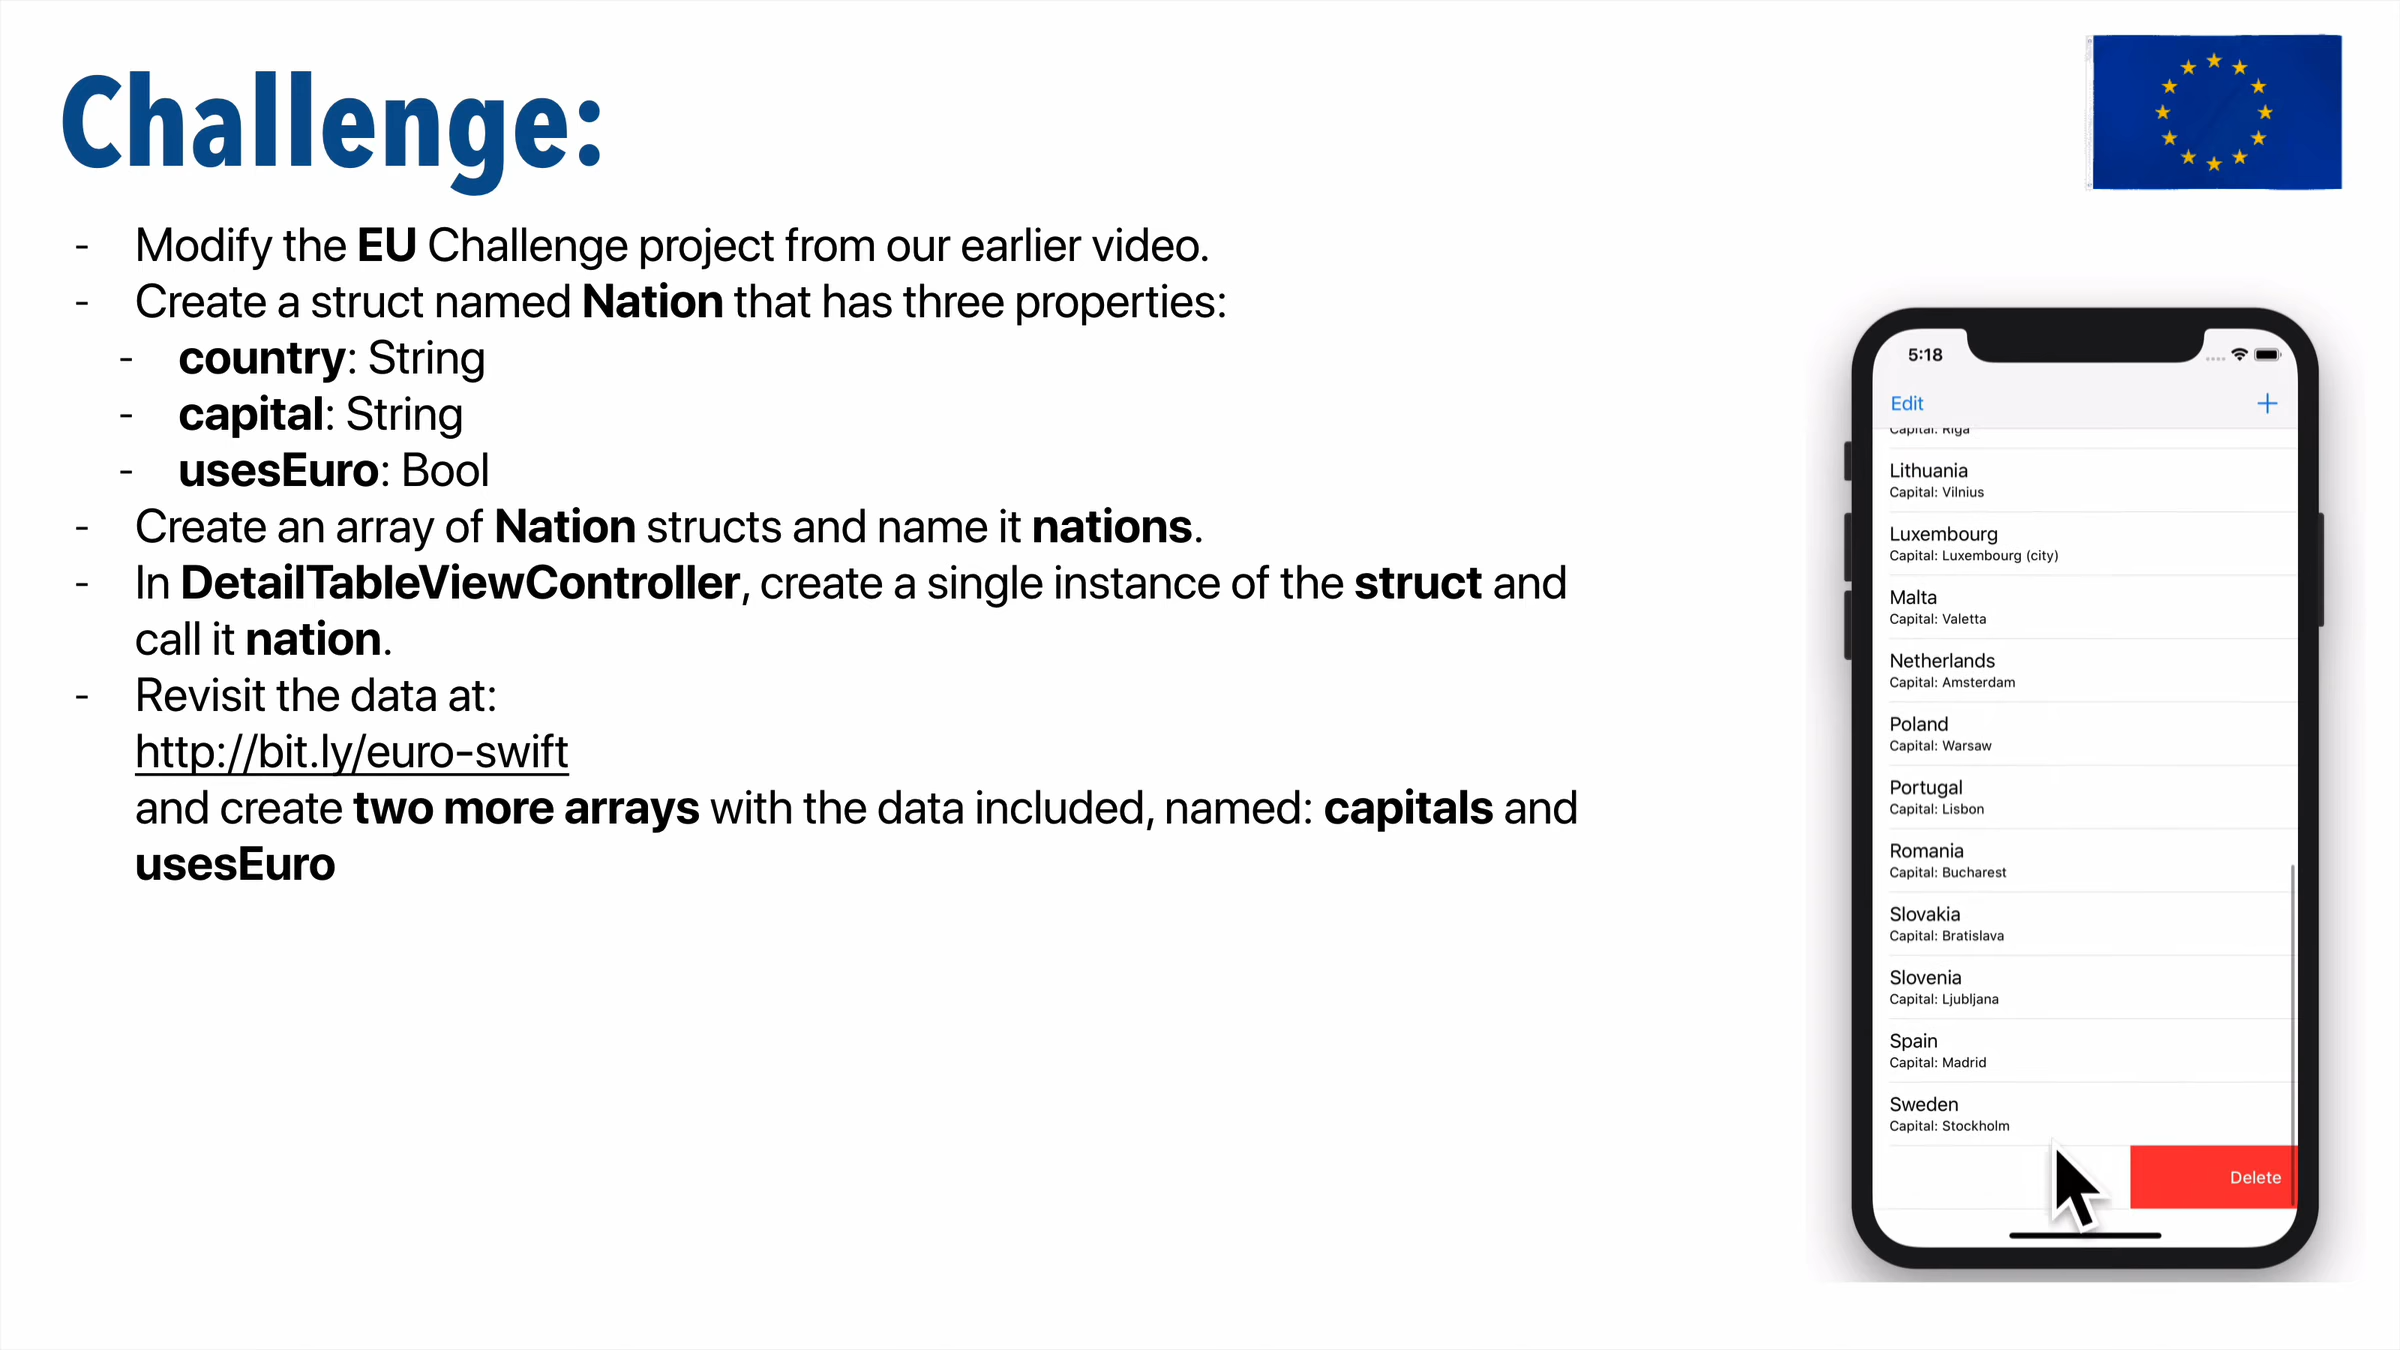 Challenge:
- Modify the EU Challenge project from our earlier video.
- Create a struct named Nation that has three properties:
- country: String
- capital: String
- usesEuro: Bool
- Create an array of Nation structs and name it nations.
- In DetailTableViewController, create a single instance of the struct and
call it nation.
- Revisit the data at:
http://bit.ly/euro-swift
and create two more arrays with the data included, named: capitals and
usesEuro
5:18
Edit +
Capital: Riga
Lithuania
Capital: Vilnius
Luxembourg
Capital: Luxembourg (city)
Malta
Capital: Valetta
Netherlands
Capital: Amsterdam
Poland
Capital: Warsaw
Portugal
Capital: Lisbon
Romania
Capital: Bucharest
Slovakia
Capital: Bratislava
Slovenia
Capital: Ljubljana
Spain
Capital: Madrid
Sweden
Capital: Stockholm
Delete